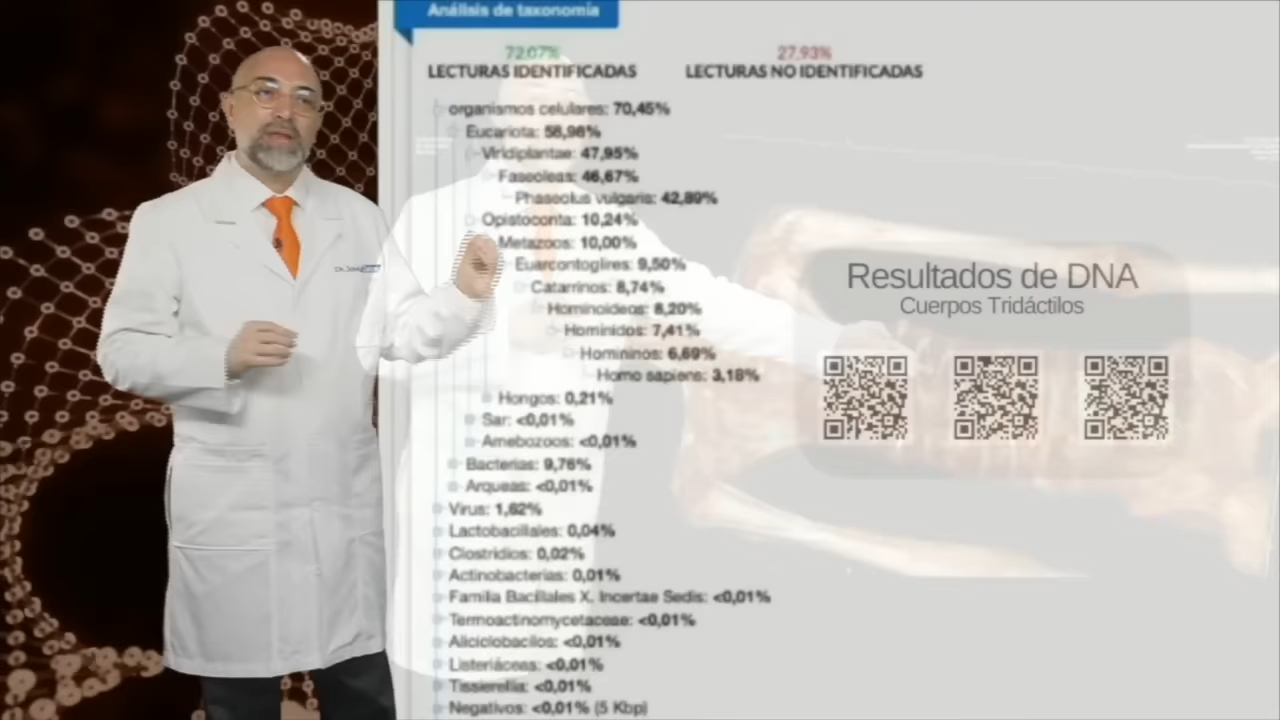 Análisis de taxonomía
72,07%
27,93%
LECTURAS IDENTIFICADAS
LECTURAS NO IDENTIFICADAS
organismos celulares: 70,45%
Eucariota: 58,98%
Viridiplantae: 47,95%
Faseoleas: 46,67%
Phaseolus vulgaris: 42,89%
Opistoconta: 10,24%
Metazoos: 10,00%
Euarcontoglires: 9,50%
Catarrinos: 8,74%
Hominoideos: 8,20%
Homínidos: 7,41%
Homininos: 6,69%
Homo sapiens: 3,18%
Hongos: 0,21%
Sar: <0,01%
Amebozoos: <0,01%
Bacterias: 9,76%
Arqueas: <0,01%
Virus: 1,62%
Lactobacillales: 0,04%
Clostridios: 0,02%
Actinobacterias: 0,01%
Familia Bacillales X. Incertae Sedis: <0,01%
Termoactinomycetaceae: <0,01%
Aliciclobacilos: <0,01%
Listeriáceas: <0,01%
Tissierellia: <0,01%
Negativos: <0,01% (5 Kbp)
Resultados de DNA
Cuerpos Tridáctilos